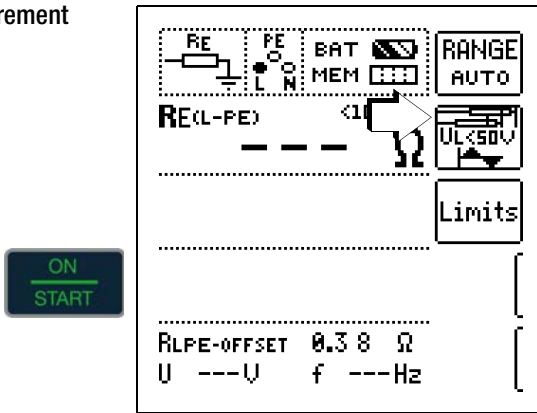 rement
RE
PE
L N
BAT
MEM
RANGE
AUTO
RE(L-PE)
– – – Ω
UL<50V
Limits
ON
START
RLPE-OFFSET 0.38 Ω
U ---V f ---Hz